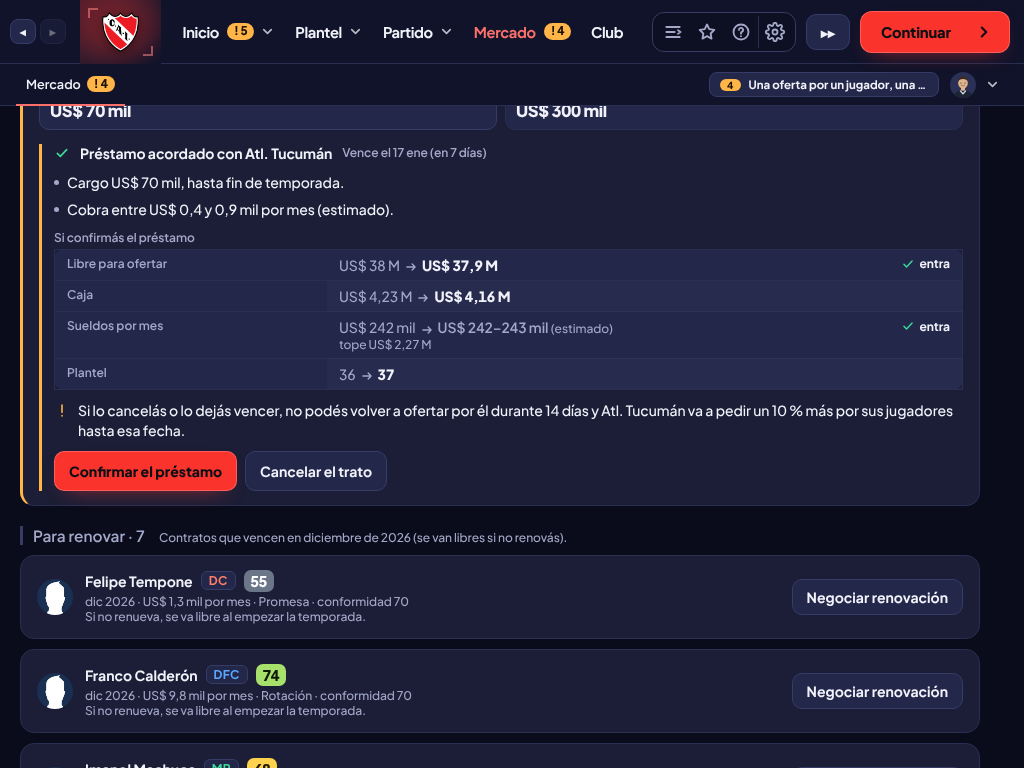 Inicio ! 5 Plantel Partido Mercado ! 4 Club Continuar
C.A.I.
Mercado ! 4 4 Una oferta por un jugador, una ...
US$ 70 mil US$ 300 mil
Préstamo acordado con Atl. Tucumán Vence el 17 ene (en 7 días)
Cargo US$ 70 mil, hasta fin de temporada.
Cobra entre US$ 0,4 y 0,9 mil por mes (estimado).
Si confirmás el préstamo
Libre para ofertar US$ 38 M → US$ 37,9 M ✓ entra
Caja US$ 4,23 M → US$ 4,16 M
Sueldos por mes US$ 242 mil → US$ 242–243 mil (estimado) ✓ entra
tope US$ 2,27 M
Plantel 36 → 37
! Si lo cancelás o lo dejás vencer, no podés volver a ofertar por él durante 14 días y Atl. Tucumán va a pedir un 10 % más por sus jugadores
hasta esa fecha.
Confirmar el préstamo Cancelar el trato
Para renovar · 7 Contratos que vencen en diciembre de 2026 (se van libres si no renovás).
Felipe Tempone DC 55
dic 2026 · US$ 1,3 mil por mes · Promesa · conformidad 70
Si no renueva, se va libre al empezar la temporada.
Negociar renovación
Franco Calderón DFC 74
dic 2026 · US$ 9,8 mil por mes · Rotación · conformidad 70
Si no renueva, se va libre al empezar la temporada.
Negociar renovación